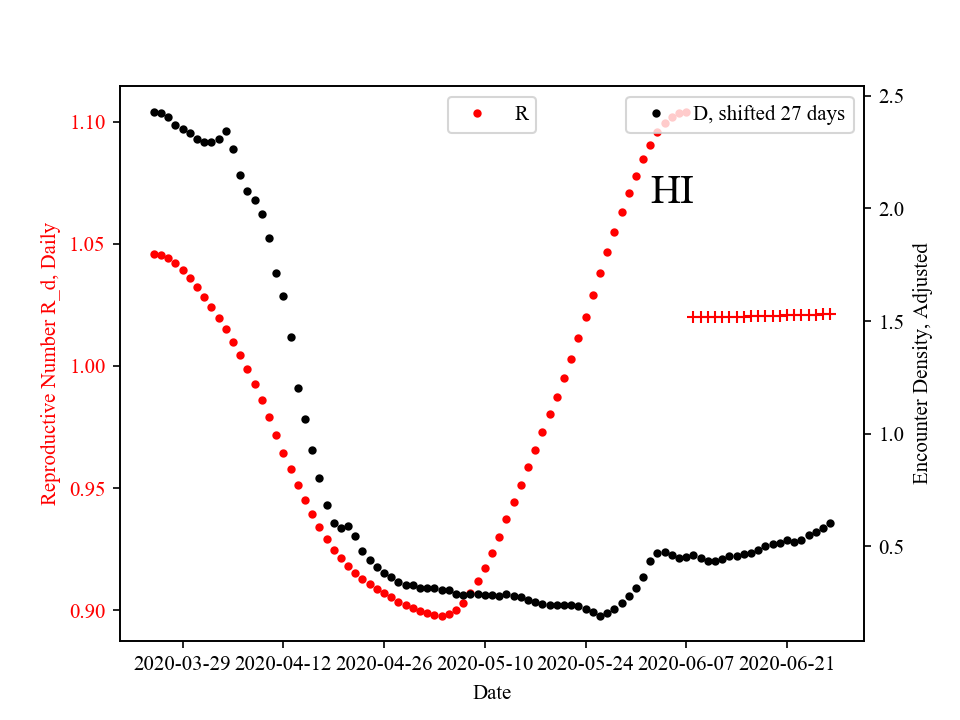 R
D, shifted 27 days
HI
Reproductive Number R_d, Daily
1.10
1.05
1.00
0.95
0.90
2.5
2.0
1.5
1.0
0.5
Encounter Density, Adjusted
2020-03-29 2020-04-12 2020-04-26 2020-05-10 2020-05-24 2020-06-07 2020-06-21
Date